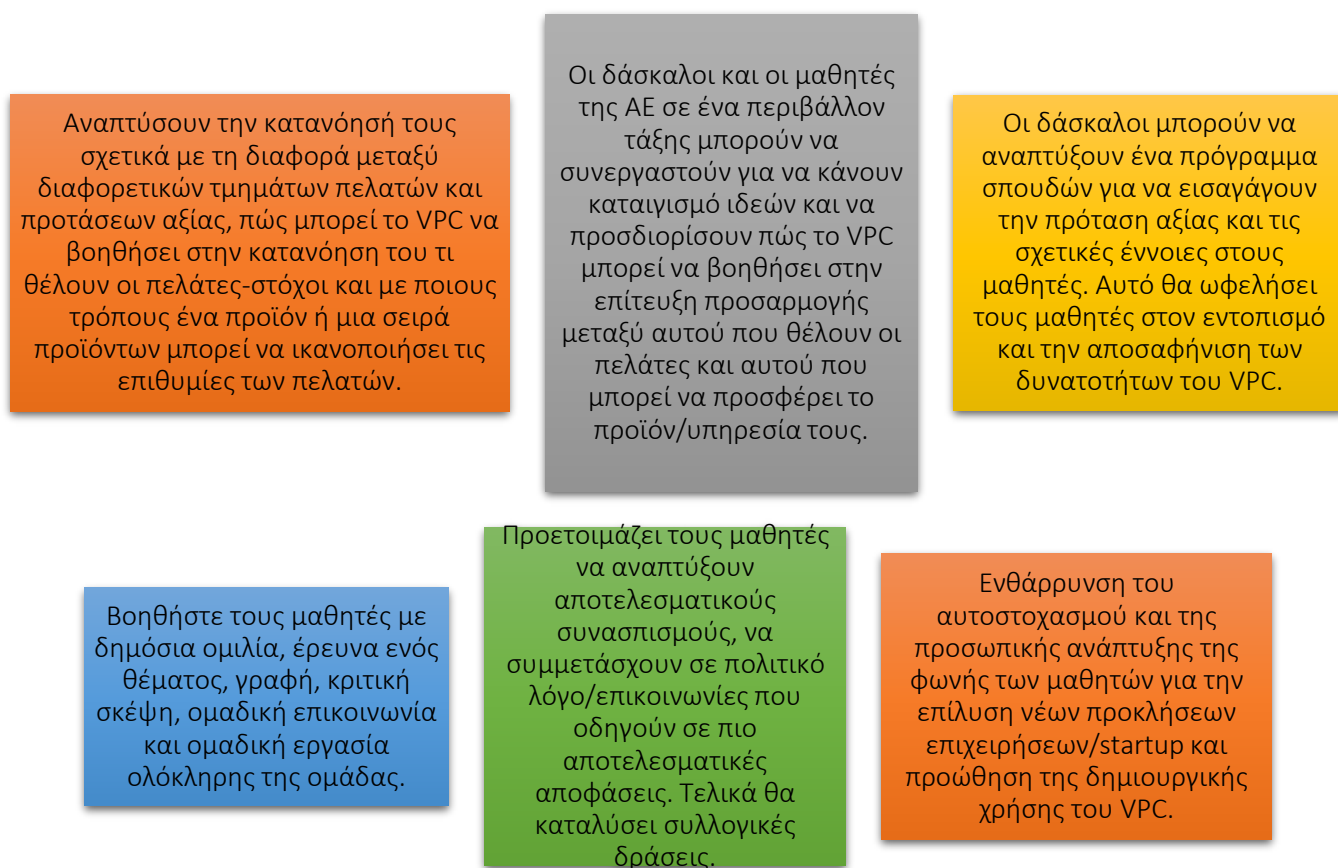 Αναπτύσουν την κατανόησή τους
σχετικά με τη διαφορά μεταξύ
διαφορετικών τμημάτων πελατών και
προτάσεων αξίας, πώς μπορεί το VPC να
βοηθήσει στην κατανόηση του τι
θέλουν οι πελάτες-στόχοι και με ποιους
τρόπους ένα προϊόν ή μια σειρά
προϊόντων μπορεί να ικανοποιήσει τις
επιθυμίες των πελατών.
Οι δάσκαλοι και οι μαθητές
της ΑΕ σε ένα περιβάλλον
τάξης μπορούν να
συνεργαστούν για να κάνουν
καταιγισμό ιδεών και να
προσδιορίσουν πώς το VPC
μπορεί να βοηθήσει στην
επίτευξη προσαρμογής
μεταξύ αυτού που θέλουν οι
πελάτες και αυτού που
μπορεί να προσφέρει το
προϊόν/υπηρεσία τους.
Οι δάσκαλοι μπορούν να
αναπτύξουν ένα πρόγραμμα
σπουδών για να εισαγάγουν
την πρόταση αξίας και τις
σχετικές έννοιες στους
μαθητές. Αυτό θα ωφελήσει
τους μαθητές στον εντοπισμό
και την αποσαφήνιση των
δυνατοτήτων του VPC.
Βοηθήστε τους μαθητές με
δημόσια ομιλία, έρευνα ενός
θέματος, γραφή, κριτική
σκέψη, ομαδική επικοινωνία
και ομαδική εργασία
ολόκληρης της ομάδας.
Προετοιμάζει τους μαθητές
να αναπτύξουν
αποτελεσματικούς
συνασπισμούς, να
συμμετάσχουν σε πολιτικό
λόγο/επικοινωνίες που
οδηγούν σε πιο
αποτελεσματικές
αποφάσεις. Τελικά θα
καταλύσει συλλογικές
δράσεις.
Ενθάρρυνση του
αυτοστοχασμού και της
προσωπικής ανάπτυξης της
φωνής των μαθητών για την
επίλυση νέων προκλήσεων
επιχειρήσεων/startup και
προώθηση της δημιουργικής
χρήσης του VPC.